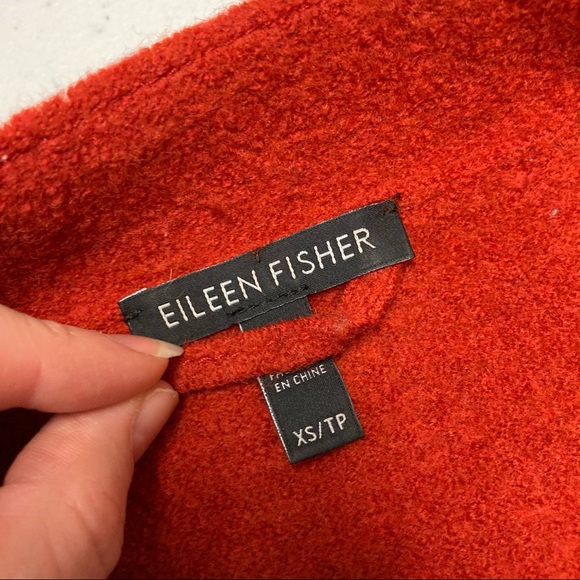 EILEEN FISHER
EN CHINE
XS/TP